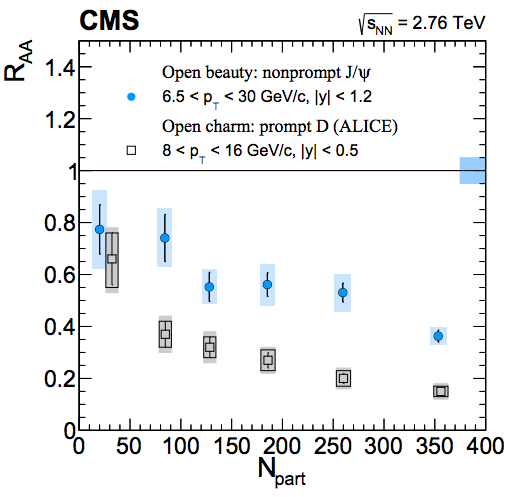 CMS
√s_NN = 2.76 TeV
R_AA
1.4
1.2
1
0.8
0.6
0.4
0.2
0
Open beauty: nonprompt J/ψ
6.5 < p_T < 30 GeV/c, |y| < 1.2
Open charm: prompt D (ALICE)
8 < p_T < 16 GeV/c, |y| < 0.5
0 50 100 150 200 250 300 350 400
N_part